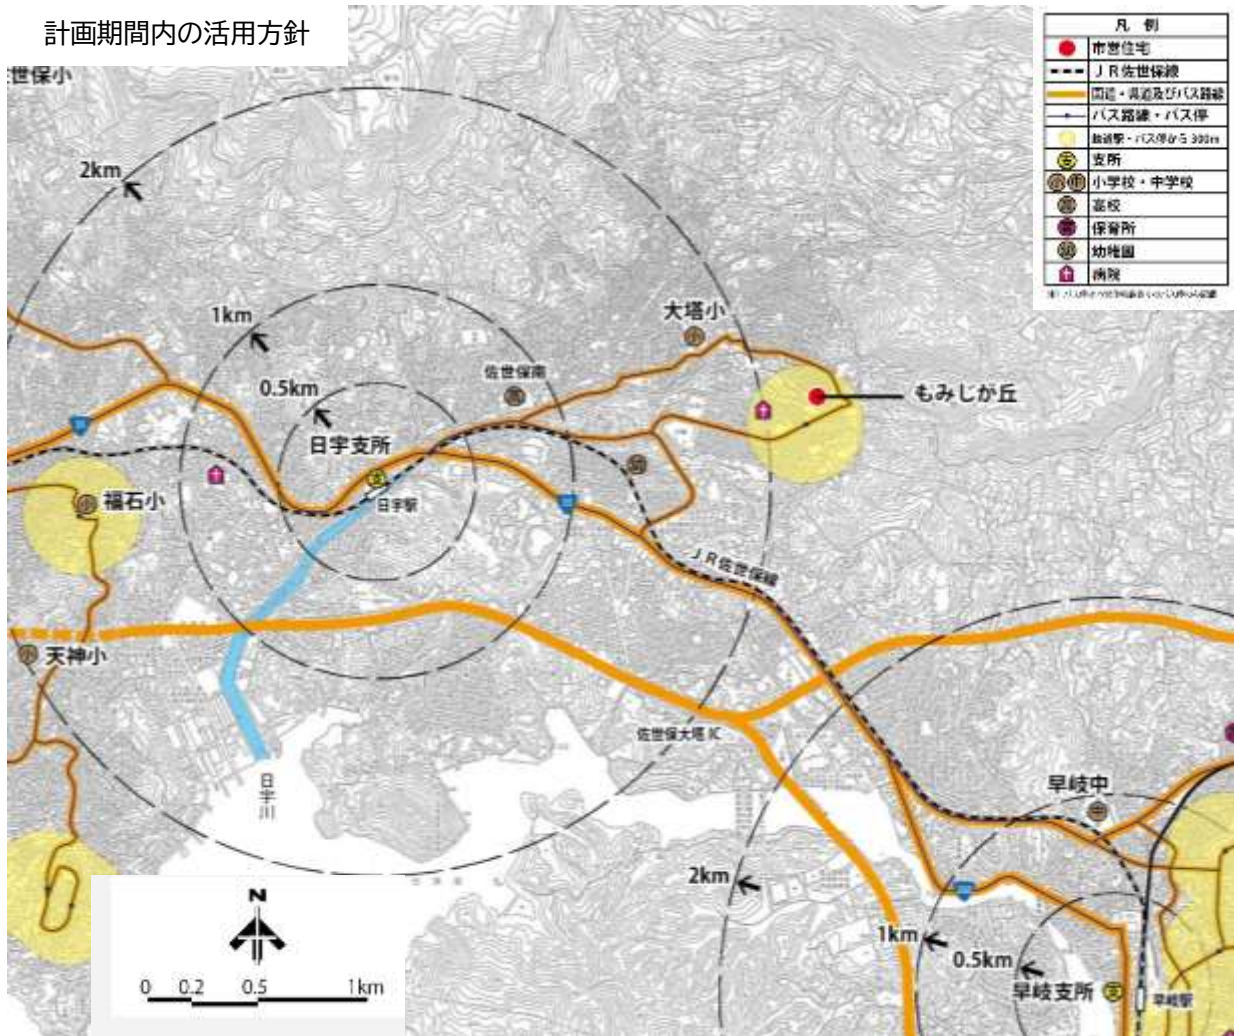 計画期間内の活用方針
世保小
凡 例
市営住宅
JR佐世保線
国道・県道及びバス路線
バス路線・バス停
鉄道駅・バス停から300m
支所
小学校・中学校
高校
保育所
幼稚園
病院
2km
1km
0.5km
大塔小
佐世保南
もみじが丘
日宇支所
日宇駅
福石小
JR佐世保線
天神小
佐世保大塔IC
日宇川
早岐中
2km
1km
0.5km
早岐支所
早岐駅
N
0 0.2 0.5 1km